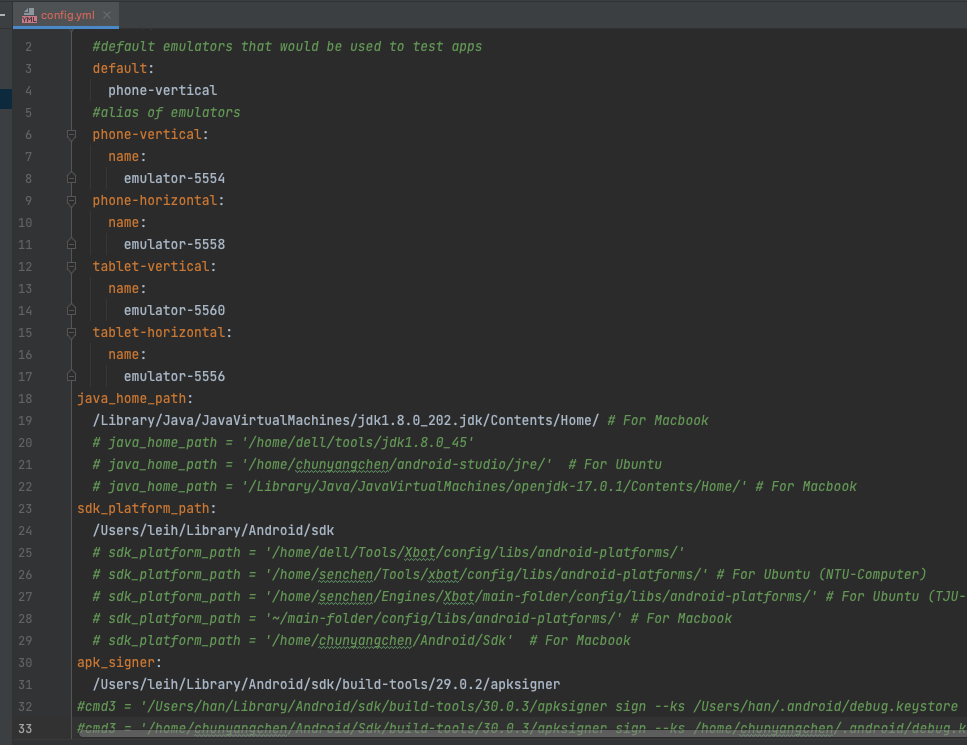 config.yml
2 #default emulators that would be used to test apps
3 default:
4 phone-vertical
5 #alias of emulators
6 phone-vertical:
7 name:
8 emulator-5554
9 phone-horizontal:
10 name:
11 emulator-5558
12 tablet-vertical:
13 name:
14 emulator-5560
15 tablet-horizontal:
16 name:
17 emulator-5556
18 java_home_path:
19 /Library/Java/JavaVirtualMachines/jdk1.8.0_202.jdk/Contents/Home/ # For Macbook
20 # java_home_path = '/home/dell/tools/jdk1.8.0_45'
21 # java_home_path = '/home/chunyangchen/android-studio/jre/'  # For Ubuntu
22 # java_home_path = '/Library/Java/JavaVirtualMachines/openjdk-17.0.1/Contents/Home/' # For Macbook
23 sdk_platform_path:
24 /Users/leih/Library/Android/sdk
25 # sdk_platform_path = '/home/dell/Tools/Xbot/config/libs/android-platforms/'
26 # sdk_platform_path = '/home/senchen/Tools/xbot/config/libs/android-platforms/' # For Ubuntu (NTU-Computer)
27 # sdk_platform_path = '/home/senchen/Engines/Xbot/main-folder/config/libs/android-platforms/' # For Ubuntu (TJU-
28 # sdk_platform_path = '~/main-folder/config/libs/android-platforms/' # For Macbook
29 # sdk_platform_path = '/home/chunyangchen/Android/Sdk'  # For Macbook
30 apk_signer:
31 /Users/leih/Library/Android/sdk/build-tools/29.0.2/apksigner
32 #cmd3 = '/Users/han/Library/Android/sdk/build-tools/30.0.3/apksigner sign --ks /Users/han/.android/debug.keystore
33 #cmd3 = '/home/chunyangchen/Android/Sdk/build-tools/30.0.3/apksigner sign --ks /home/chunyangchen/.android/debug.k